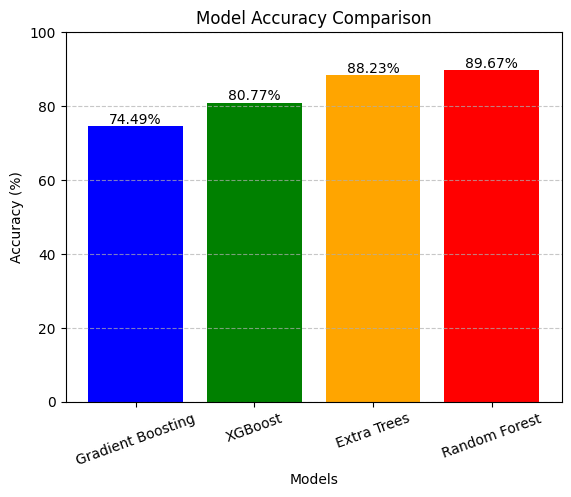 Model Accuracy Comparison
100
80
60
40
20
0
Accuracy (%)
74.49%
80.77%
88.23%
89.67%
Gradient Boosting
XGBoost
Extra Trees
Random Forest
Models